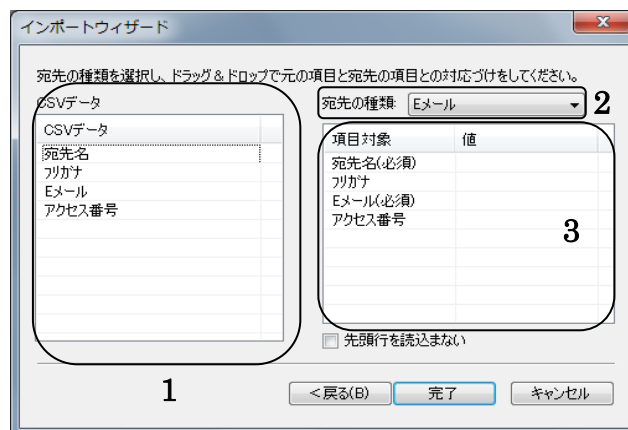 インポートウィザード
宛先の種類を選択し、ドラッグ&ドロップで元の項目と宛先の項目との対応づけをしてください。
CSVデータ
CSVデータ
宛先名
フリガナ
Eメール
アクセス番号
1
宛先の種類: Eメール
2
項目対象 値
宛先名(必須)
フリガナ
Eメール(必須)
アクセス番号
3
先頭行を読込まない
<戻る(B)
完了
キャンセル